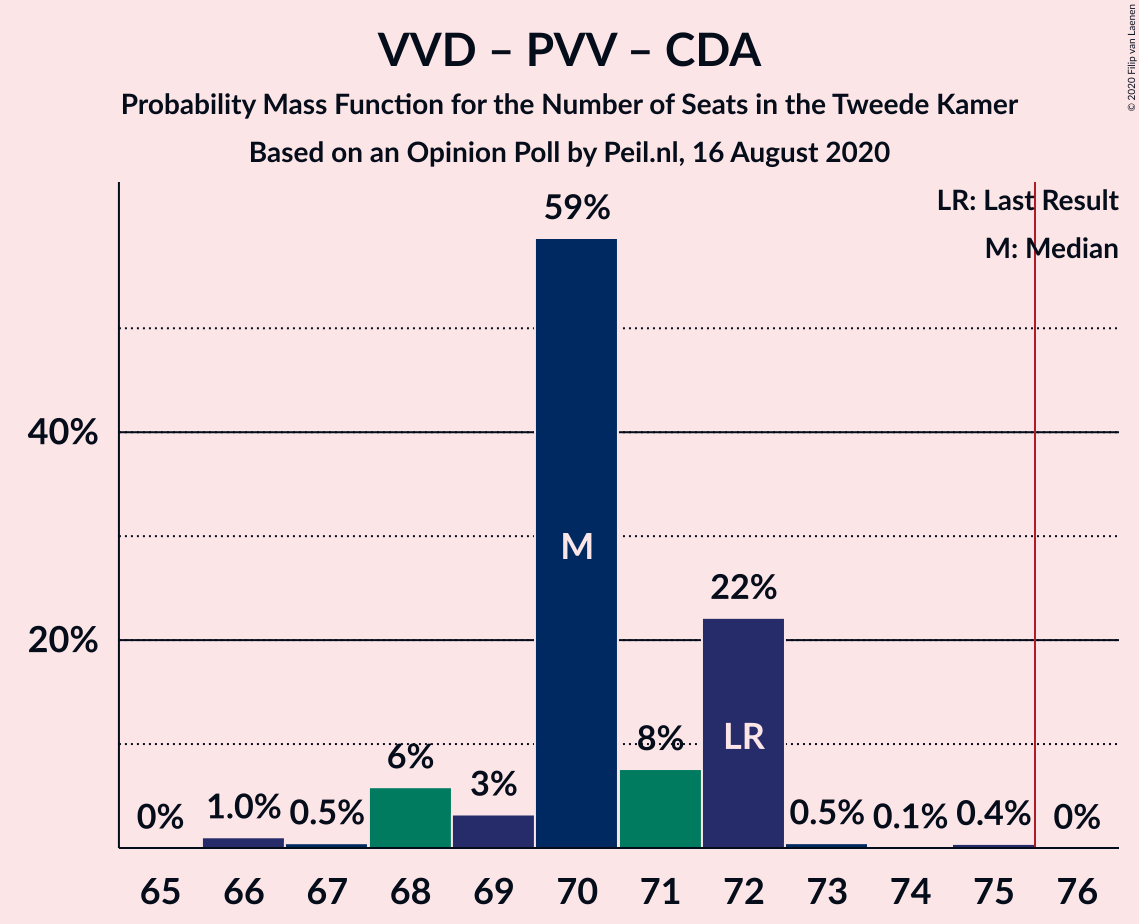 VVD – PVV – CDA
Probability Mass Function for the Number of Seats in the Tweede Kamer
Based on an Opinion Poll by Peil.nl, 16 August 2020
© 2020 Filip van Laenen
LR: Last Result
M: Median
59%
40%
M
22%
20%
LR
8%
6%
3%
0% 1.0% 0.5% 0.5% 0.1% 0.4% 0%
65 66 67 68 69 70 71 72 73 74 75 76